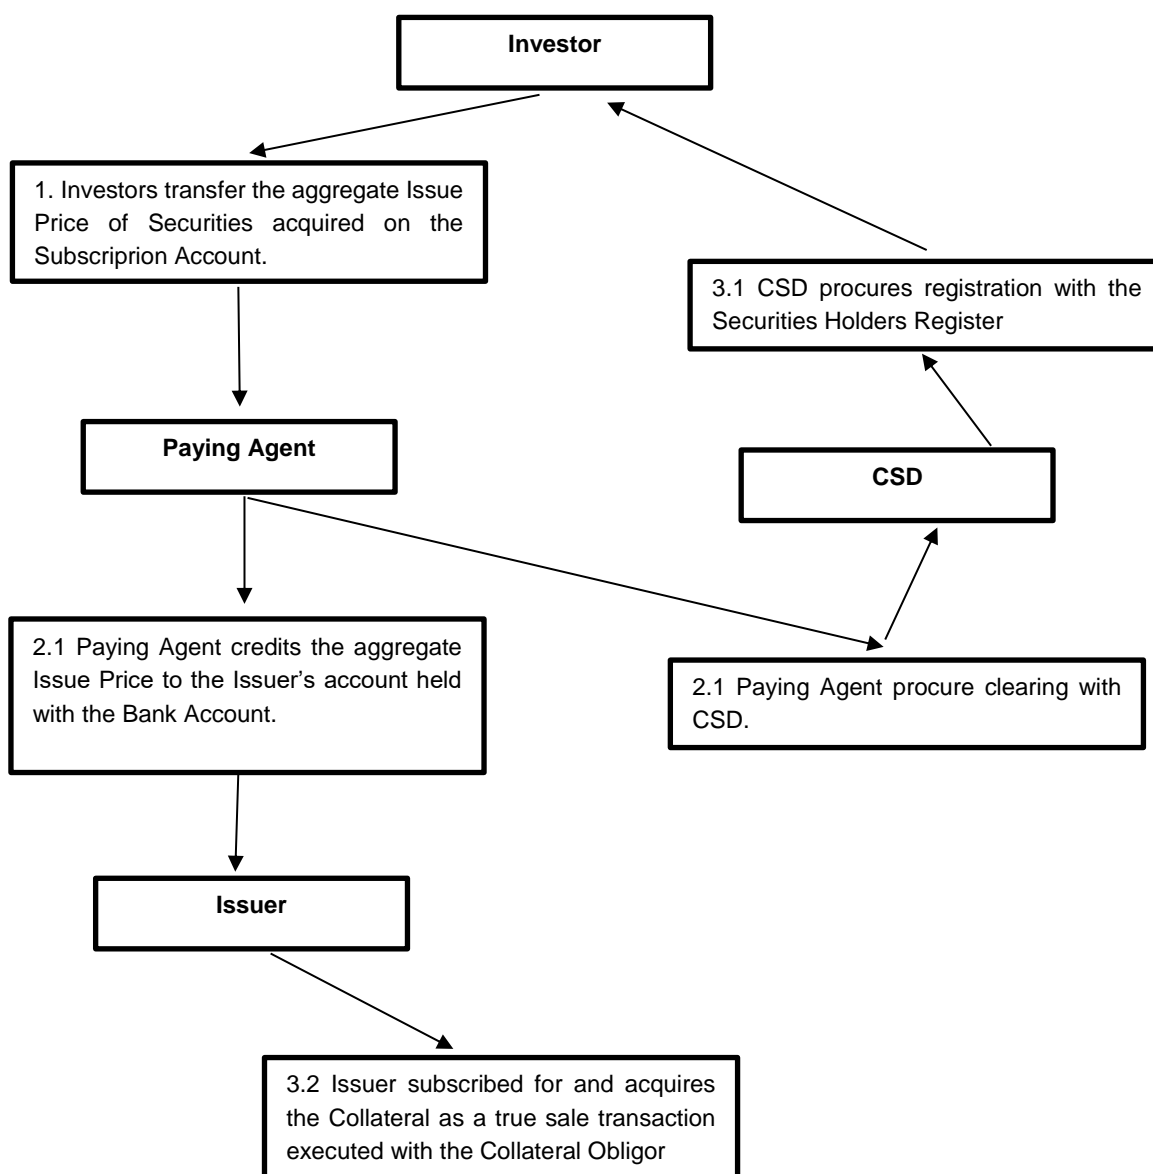 Investor
1. Investors transfer the aggregate Issue
Price of Securities acquired on the
Subscriprion Account.
3.1 CSD procures registration with the
Securities Holders Register
Paying Agent
CSD
2.1 Paying Agent credits the aggregate
Issue Price to the Issuer’s account held
with the Bank Account.
2.1 Paying Agent procure clearing with
CSD.
Issuer
3.2 Issuer subscribed for and acquires
the Collateral as a true sale transaction
executed with the Collateral Obligor